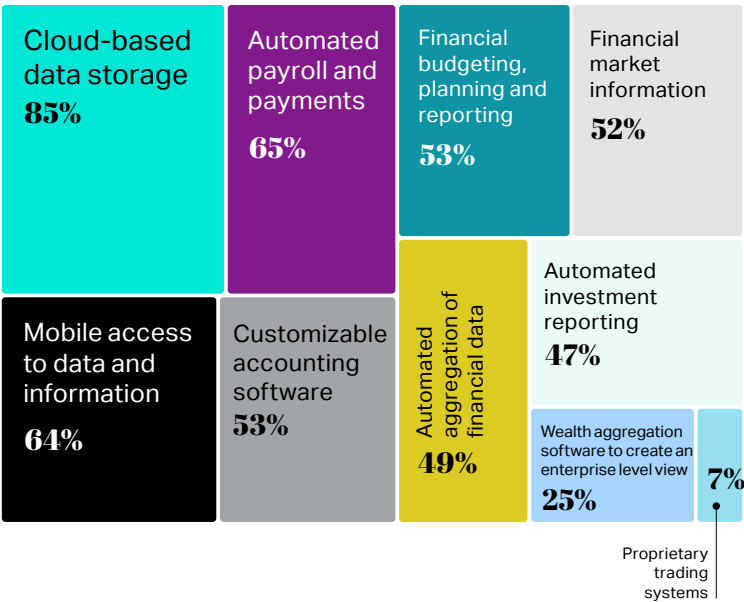 Cloud-based
data storage
85%
Automated
payroll and
payments
65%
Financial
budgeting,
planning and
reporting
53%
Financial
market
information
52%
Mobile access
to data and
information
64%
Customizable
accounting
software
53%
Automated
aggregation of
financial data
49%
Automated
investment
reporting
47%
Wealth aggregation
software to create an
enterprise level view
25%
7%
Proprietary
trading
systems